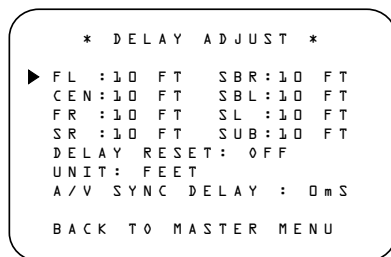 * DELAY ADJUST *
FL :10 FT SBR:10 FT
CEN:10 FT SBL:10 FT
FR :10 FT SL :10 FT
SR :10 FT SUB:10 FT
DELAY RESET: OFF
UNIT: FEET
A/V SYNC DELAY : 0mS
BACK TO MASTER MENU